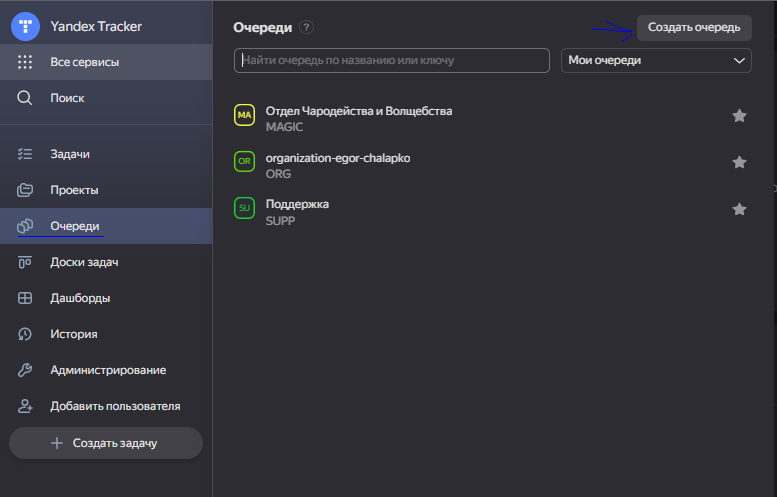 Yandex Tracker
Все сервисы
Поиск
Задачи
Проекты
Очереди
Доски задач
Дашборды
История
Администрирование
Добавить пользователя
+ Создать задачу
Очереди ?
Создать очередь
Найти очередь по названию или ключу
Мои очереди
MA
Отдел Чародейства и Волщебства
MAGIC
OR
organization-egor-chalapko
ORG
SU
Поддержка
SUPP